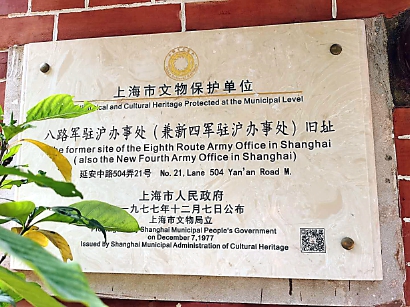 上海市文物保护单位
Historical and Cultural Heritage Protected at the Municipal Level
八路军驻沪办事处（兼新四军驻沪办事处）旧址
The former site of the Eighth Route Army Office in Shanghai
( also the New Fourth Army Office in Shanghai)
延安中路504弄21号 No. 21, Lane 504 Yan'an Road M.
上海市人民政府
一九七七年十二月七日公布
上海市文物局立
Shanghai Municipal People's Government
on December 7,1977
Issued by Shanghai Municipal Administration of Cultural Heritage